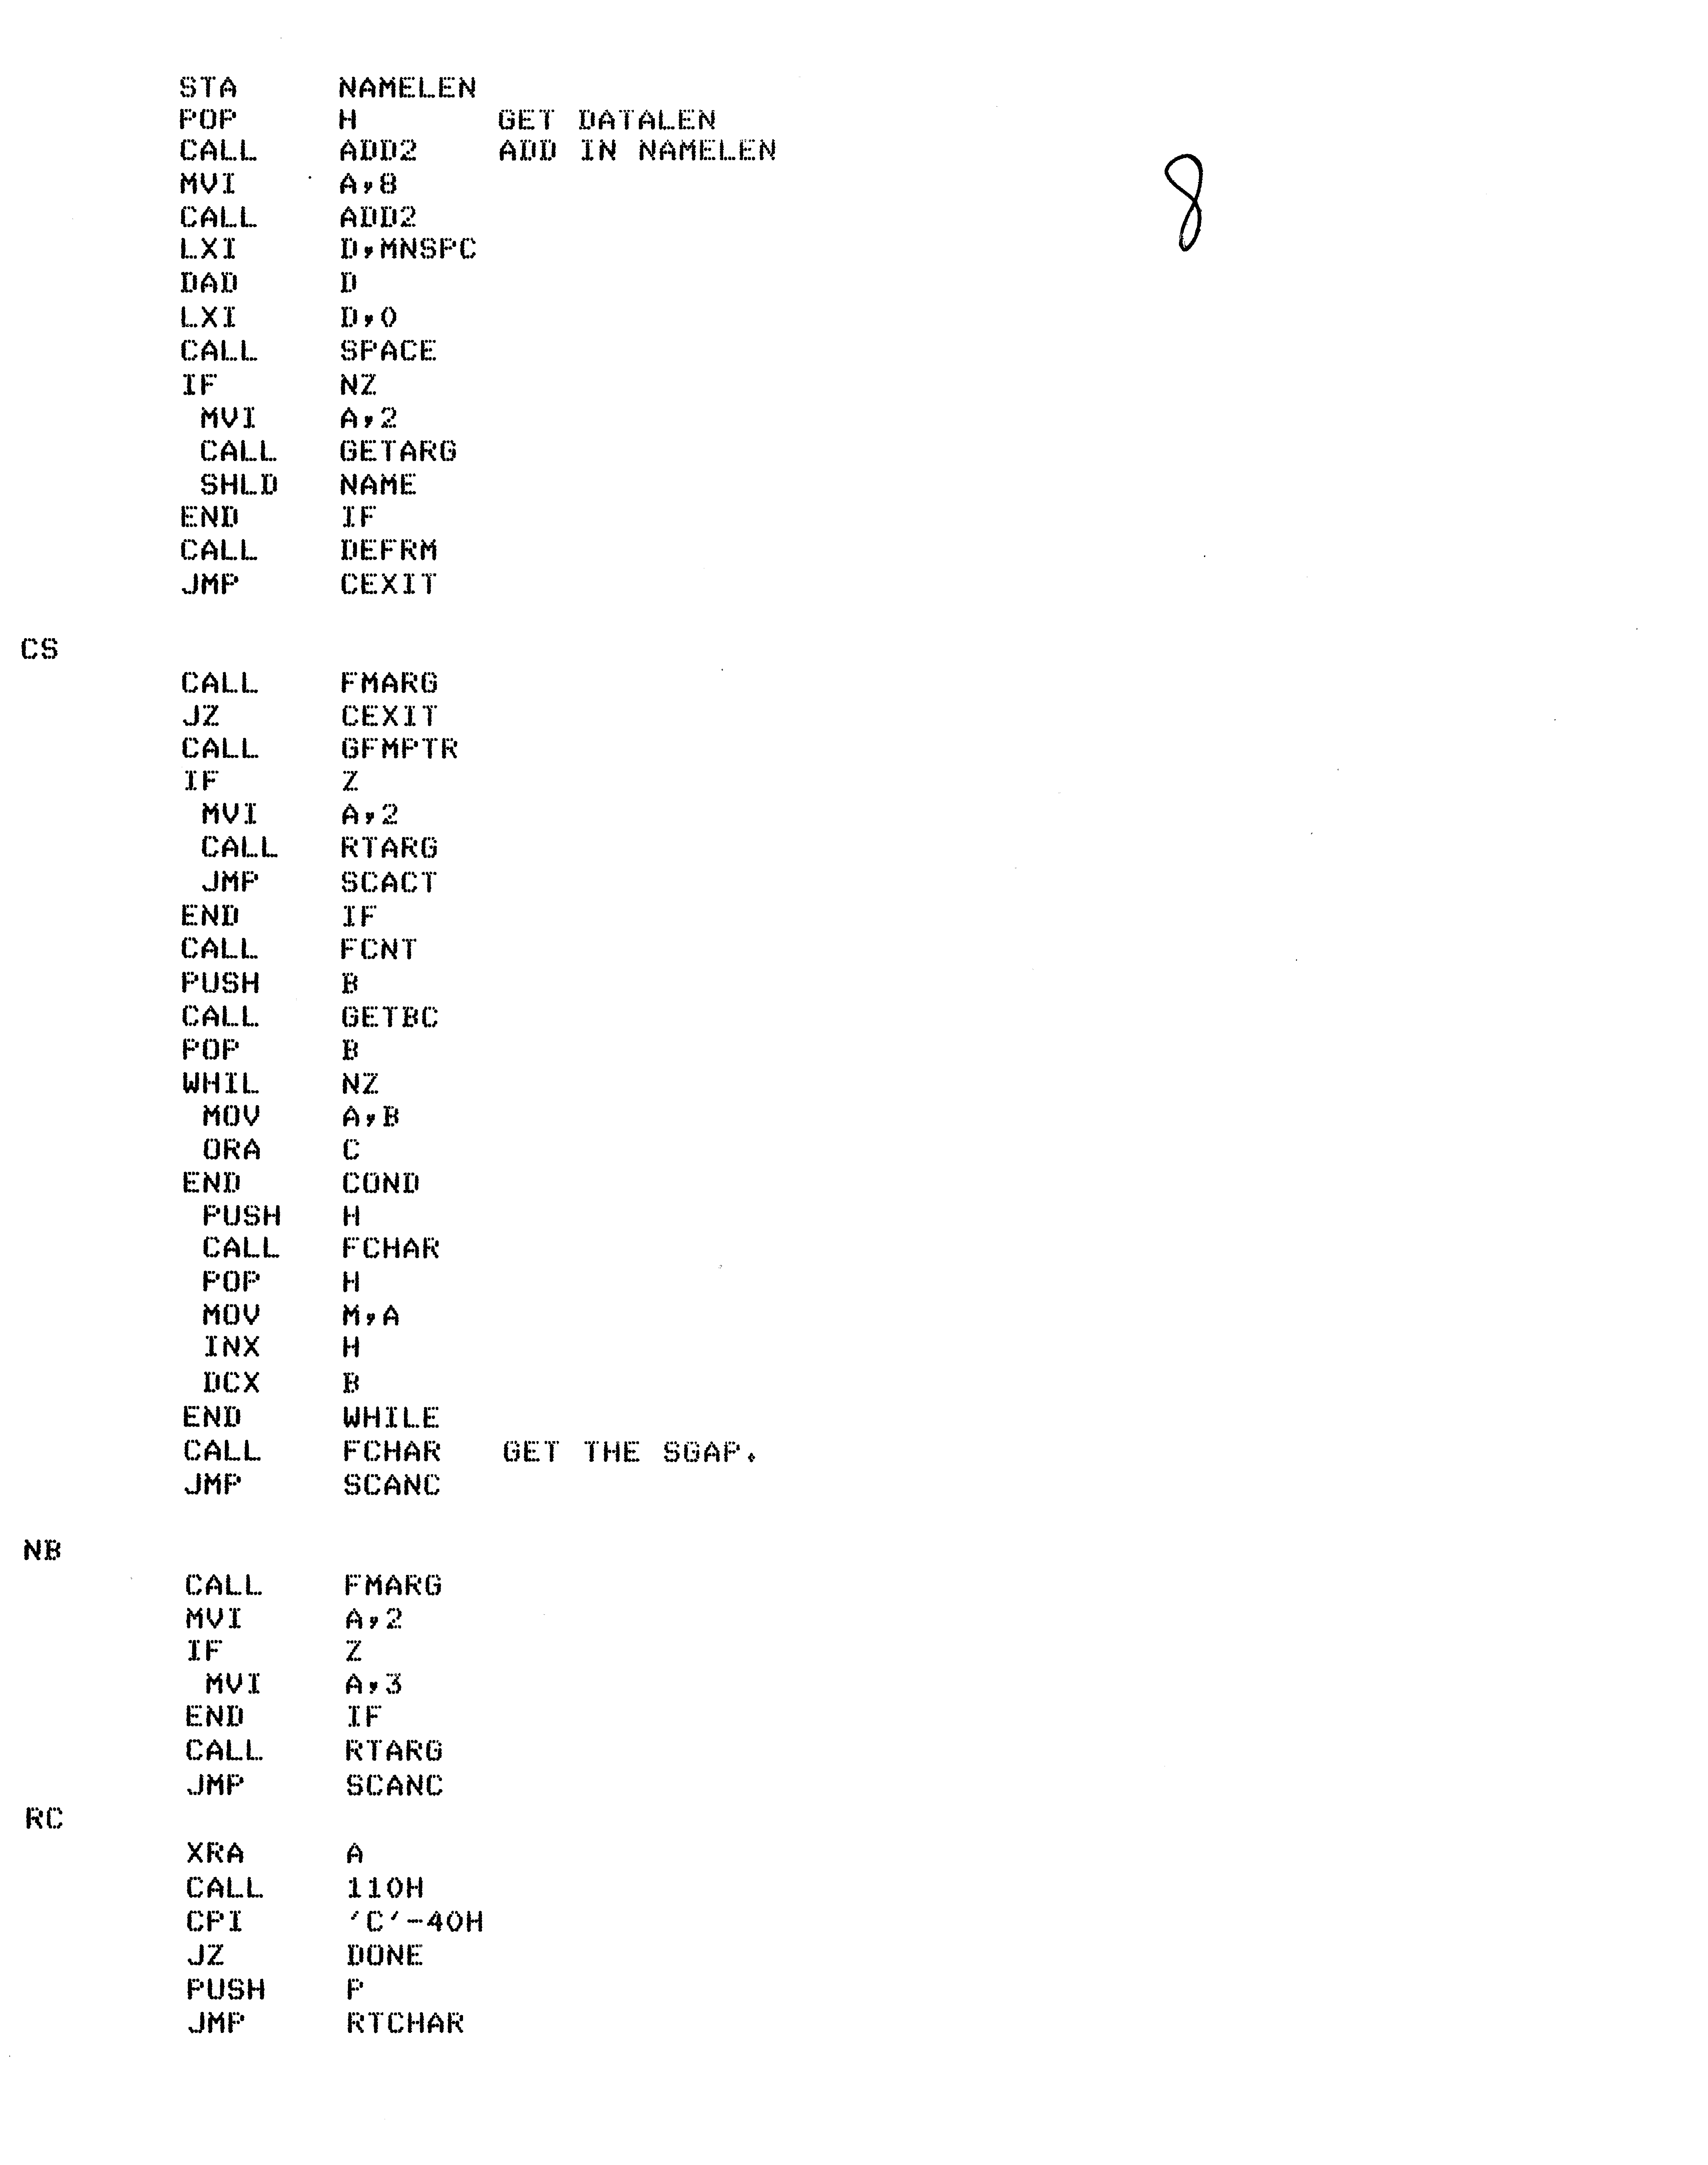 STA     NAMELEN
POP     H       GET DATALEN
CALL    ADD2    ADD IN NAMELEN
8
MVI     A,8
CALL    ADD2
LXI     D,MNSPC
DAD     D
LXI     D,0
CALL    SPACE
IF      NZ
 MVI    A,2
 CALL   GETARG
 SHLD   NAME
END     IF
CALL    DEFRM
JMP     CEXIT
CS
CALL    FMARG
JZ      CEXIT
CALL    GFMPTR
IF      Z
 MVI    A,2
 CALL   RTARG
 JMP    SCACT
END     IF
CALL    FCNT
PUSH    B
CALL    GETBC
POP     B
WHIL    NZ
 MOV    A,B
 ORA    C
END     COND
 PUSH   H
 CALL   FCHAR
 POP    H
 MOV    M,A
 INX    H
 DCX    B
END     WHILE
CALL    FCHAR   GET THE SGAP.
JMP     SCANC
NB
CALL    FMARG
MVI     A,2
IF      Z
 MVI    A,3
END     IF
CALL    RTARG
JMP     SCANC
RC
XRA     A
CALL    110H
CPI     'C'-40H
JZ      DONE
PUSH    P
JMP     RTCHAR